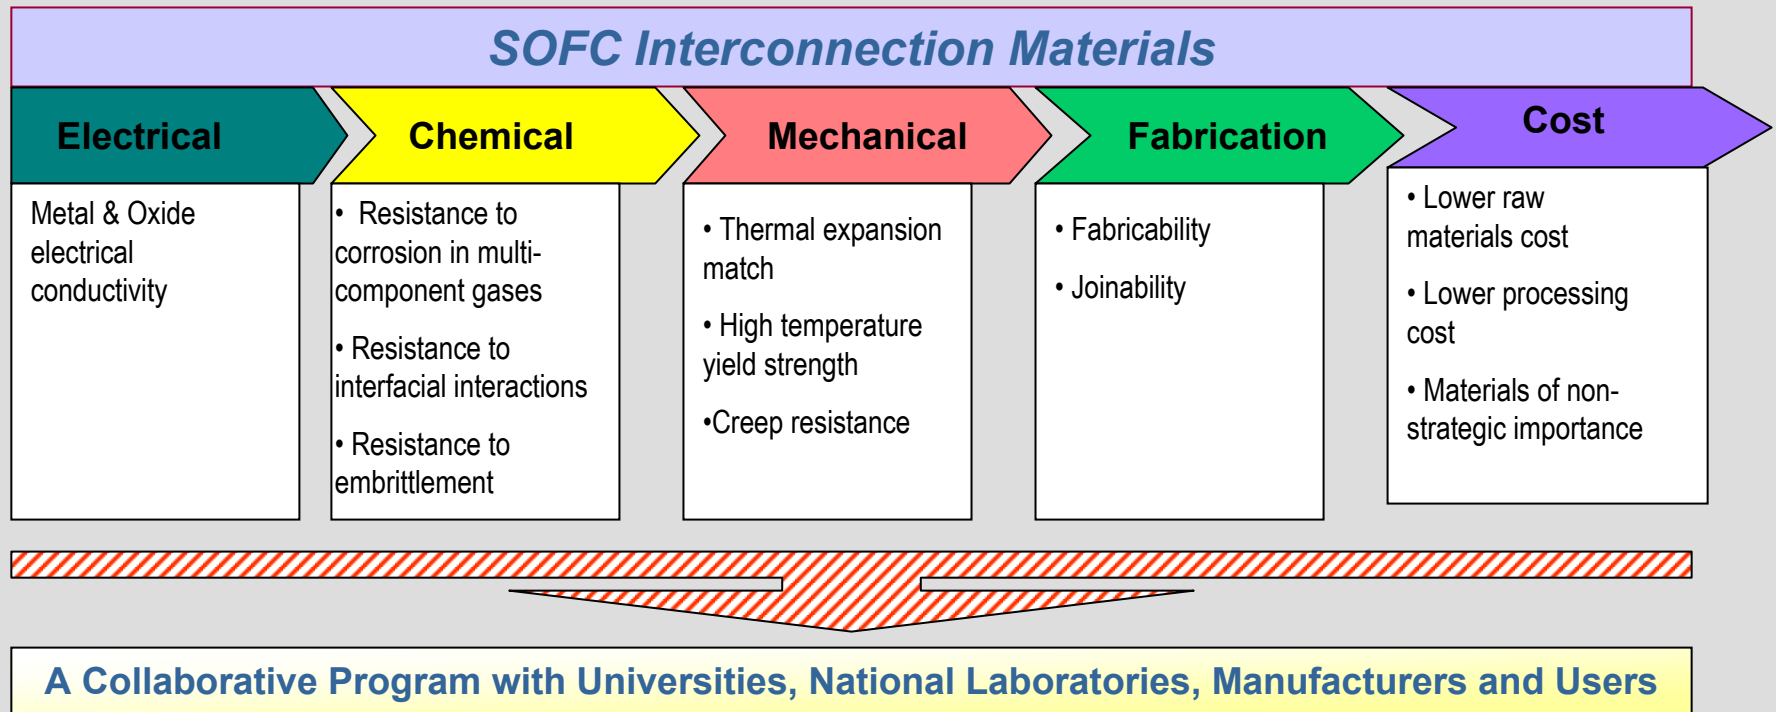 SOFC Interconnection Materials
Electrical
Metal & Oxide
electrical
conductivity
Chemical
• Resistance to
corrosion in multi-
component gases
• Resistance to
interfacial interactions
• Resistance to
embrittlement
Mechanical
• Thermal expansion
match
• High temperature
yield strength
•Creep resistance
Fabrication
• Fabricability
• Joinability
Cost
• Lower raw
materials cost
• Lower processing
cost
• Materials of non-
strategic importance
A Collaborative Program with Universities, National Laboratories, Manufacturers and Users